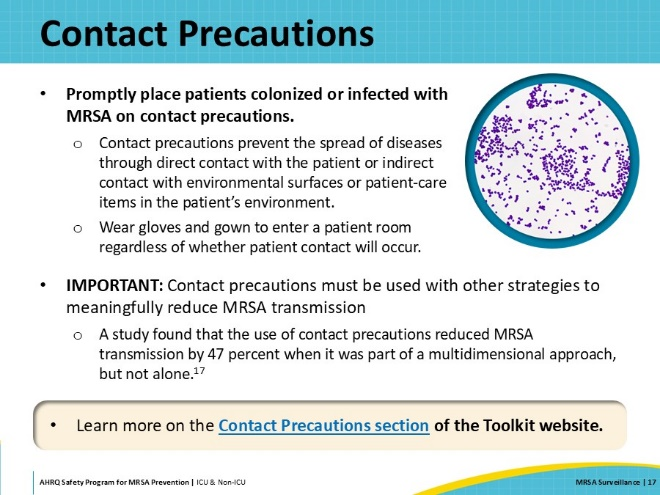 Contact Precautions
• Promptly place patients colonized or infected with
MRSA on contact precautions.
o Contact precautions prevent the spread of diseases
through direct contact with the patient or indirect
contact with environmental surfaces or patient-care
items in the patient's environment.
o Wear gloves and gown to enter a patient room
regardless of whether patient contact will occur.
• IMPORTANT: Contact precautions must be used with other strategies to
meaningfully reduce MRSA transmission
o A study found that the use of contact precautions reduced MRSA
transmission by 47 percent when it was part of a multidimensional approach,
but not alone.17
• Learn more on the Contact Precautions section of the Toolkit website.
AHRQ Safety Program for MRSA Prevention | ICU & Non-ICU
MRSA Surveillance | 17